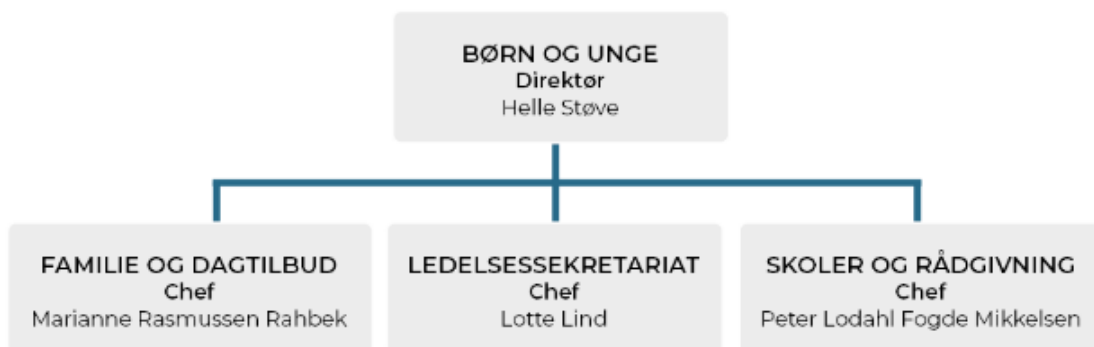 BØRN OG UNGE
Direktør
Helle Støve
FAMILIE OG DAGTILBUD
Chef
Marianne Rasmussen Rahbek
LEDELSESSEKRETARIAT
Chef
Lotte Lind
SKOLER OG RÅDGIVNING
Chef
Peter Lodahl Fogde Mikkelsen